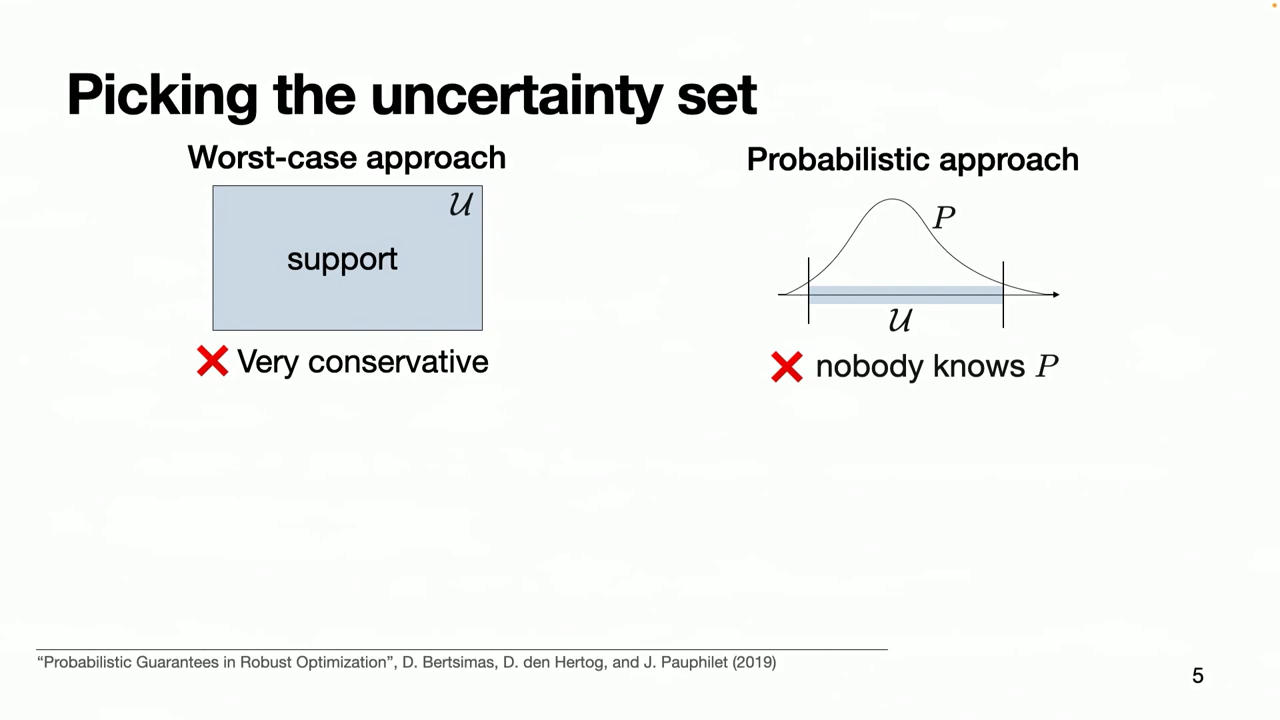 Picking the uncertainty set
Worst-case approach
𝒰
support
Very conservative
Probabilistic approach
P
𝒰
nobody knows P
“Probabilistic Guarantees in Robust Optimization”, D. Bertsimas, D. den Hertog, and J. Pauphilet (2019)
5